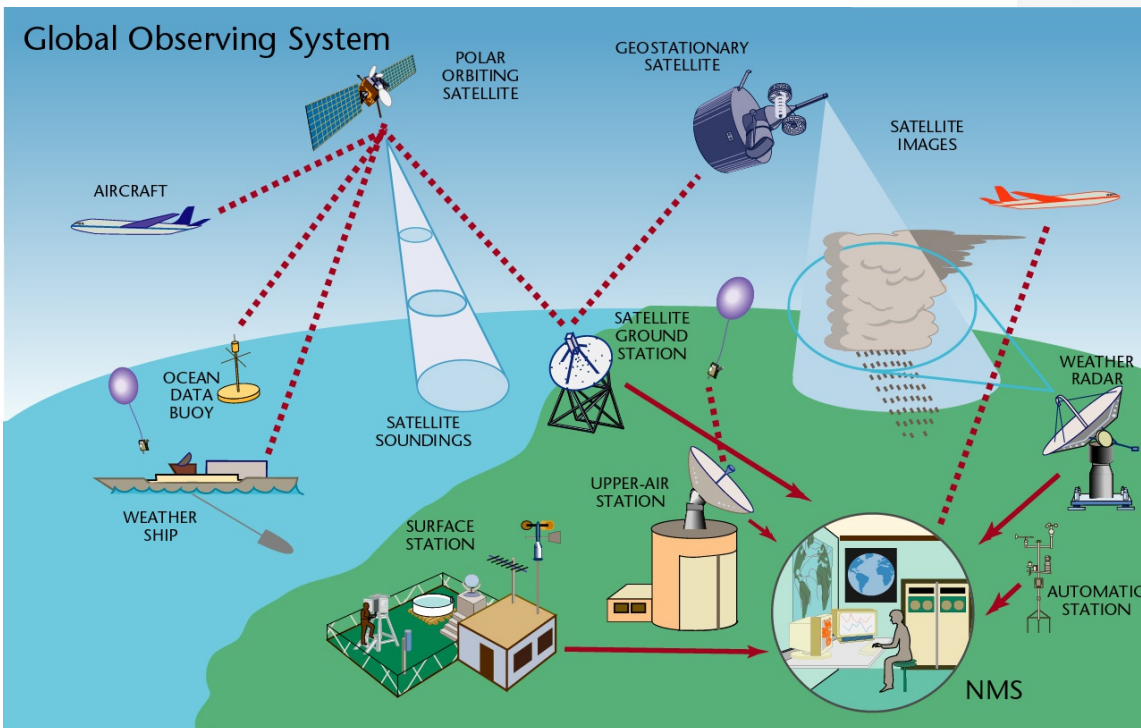 Global Observing System
POLAR
ORBITING
SATELLITE
GEOSTATIONARY
SATELLITE
SATELLITE
IMAGES
AIRCRAFT
SATELLITE
GROUND
STATION
WEATHER
RADAR
OCEAN
DATA
BUOY
SATELLITE
SOUNDINGS
UPPER-AIR
STATION
WEATHER
SHIP
SURFACE
STATION
AUTOMATIC
STATION
NMS